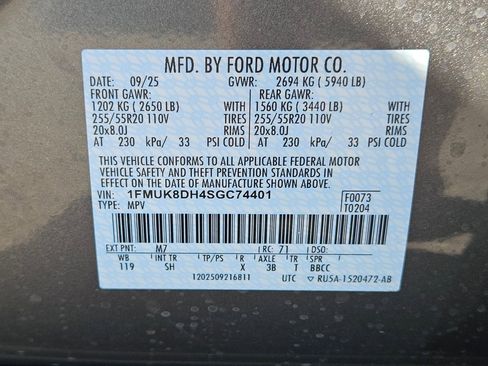 MFD. BY FORD MOTOR CO.
DATE: 09/25 GVWR: 2694 KG ( 5940 LB)
FRONT GAWR: REAR GAWR:
1202 KG ( 2650 LB) WITH 1560 KG ( 3440 LB) WITH
255/55R20 110V TIRES 255/55R20 110V TIRES
20x8.0J RIMS 20x8.0J RIMS
AT 230 kPa/ 33 PSI COLD AT 230 kPa/ 33 PSI COLD
THIS VEHICLE CONFORMS TO ALL APPLICABLE FEDERAL MOTOR
VEHICLE SAFETY AND THEFT PREVENTION STANDARDS IN
EFFECT ON THE DATE OF MANUFACTURE SHOWN ABOVE.
VIN: 1FMUK8DH4SGC74401 F0073
TYPE: MPV T0204
EXT PNT: M7 RC: 71 DSO:
WB INT TR TP/PS R AXLE TR SPR
119 SH X 3B T BBCC
1202509216811 UTC RU5A-1520472-AB